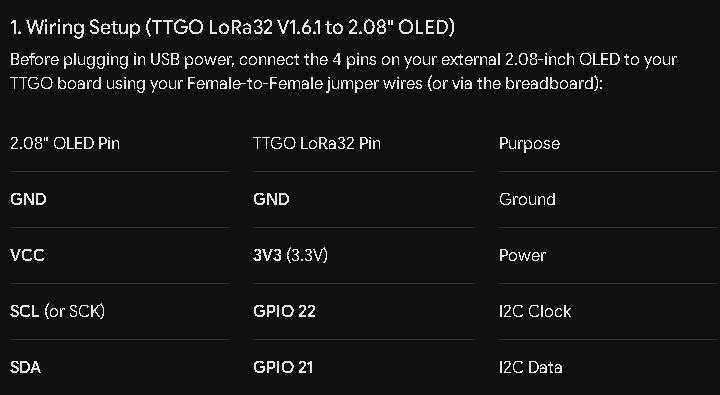 1. Wiring Setup (TTGO LoRa32 V1.6.1 to 2.08" OLED)
Before plugging in USB power, connect the 4 pins on your external 2.08-inch OLED to your
TTGO board using your Female-to-Female jumper wires (or via the breadboard):
2.08" OLED Pin TTGO LoRa32 Pin Purpose
GND GND Ground
VCC 3V3 (3.3V) Power
SCL (or SCK) GPIO 22 I2C Clock
SDA GPIO 21 I2C Data